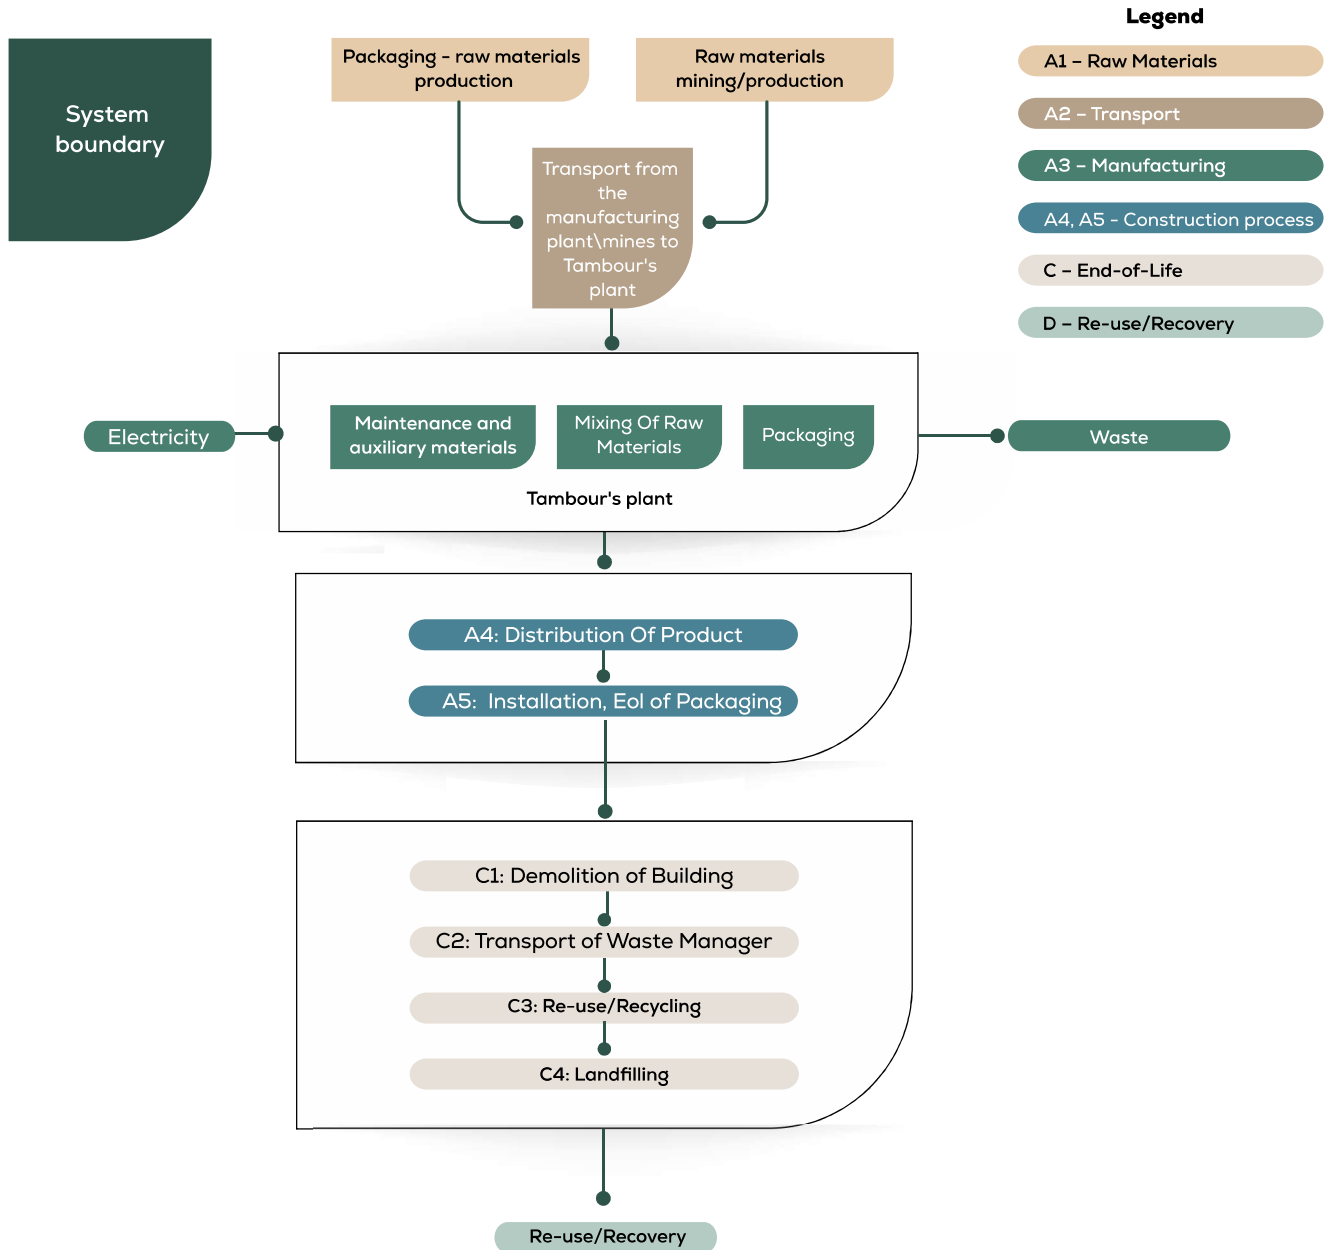 Legend
System
boundary
Packaging - raw materials
production
Raw materials
mining/production
A1 – Raw Materials
A2 – Transport
A3 – Manufacturing
A4, A5 - Construction process
C – End-of-Life
D – Re-use/Recovery
Transport from
the
manufacturing
plant\mines to
Tambour's
plant
Electricity
Maintenance and
auxiliary materials
Mixing Of Raw
Materials
Packaging
Waste
Tambour's plant
A4: Distribution Of Product
A5: Installation, Eol of Packaging
C1: Demolition of Building
C2: Transport of Waste Manager
C3: Re-use/Recycling
C4: Landfilling
Re-use/Recovery